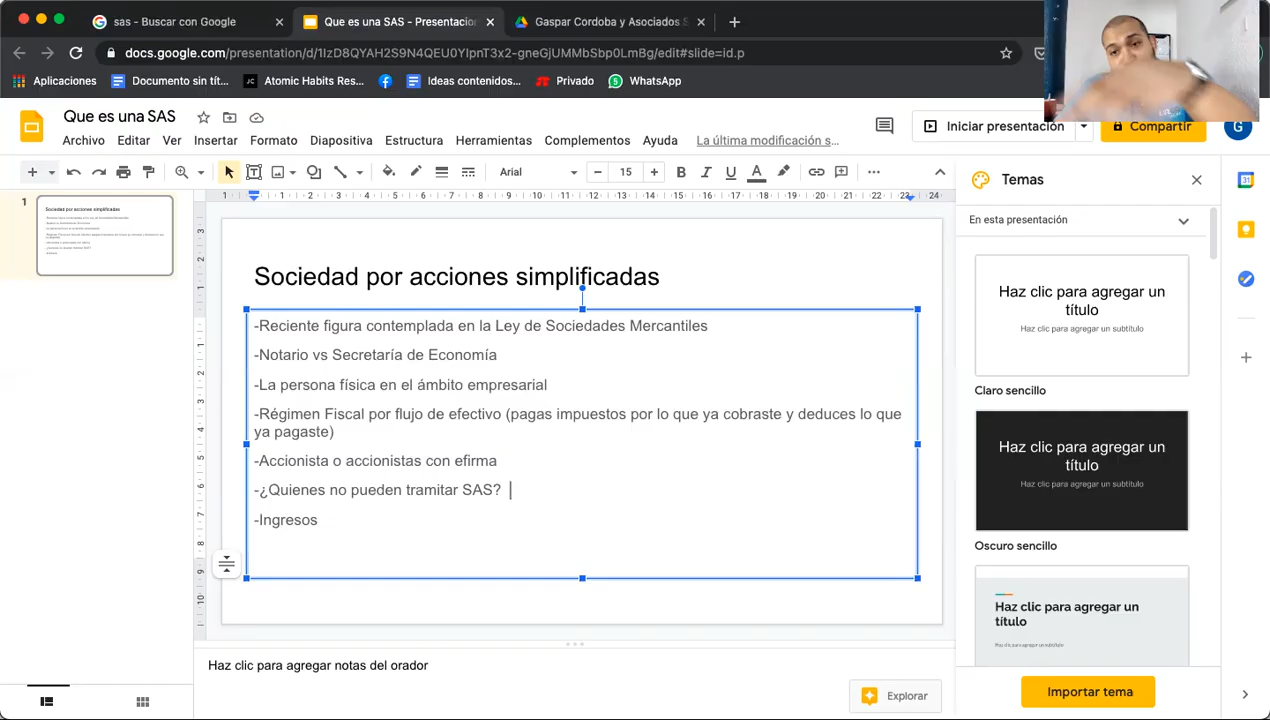 sas - Buscar con Google
Que es una SAS - Presentacion
Gaspar Cordoba y Asociados S
docs.google.com/presentation/d/1IzD8QYAH2S9N4QEU0YIpnT3x2-gneGjUMMbSbp0LmBg/edit#slide=id.p
Aplicaciones
Documento sin tít...
Atomic Habits Res...
Ideas contenidos...
Privado
WhatsApp
Que es una SAS
Archivo Editar Ver Insertar Formato Diapositiva Estructura Herramientas Complementos Ayuda La última modificación s...
Iniciar presentación
Compartir
G
Arial
15
B I U A
Temas
En esta presentación
1
Sociedad por acciones simplificadas
-Reciente figura contemplada en la Ley de Sociedades Mercantiles
-Notario vs Secretaría de Economía
-La persona física en el ámbito empresarial
-Régimen Fiscal por flujo de efectivo (pagas impuestos por lo que ya cobraste y deduces lo que
ya pagaste)
-Accionista o accionistas con efirma
-¿Quienes no pueden tramitar SAS?
-Ingresos
Haz clic para agregar un
título
Haz clic para agregar un subtítulo
Claro sencillo
Haz clic para agregar un
título
Haz clic para agregar un subtítulo
Oscuro sencillo
Haz clic para agregar un
título
Haz clic para agregar un subtítulo
Haz clic para agregar notas del orador
Explorar
Importar tema